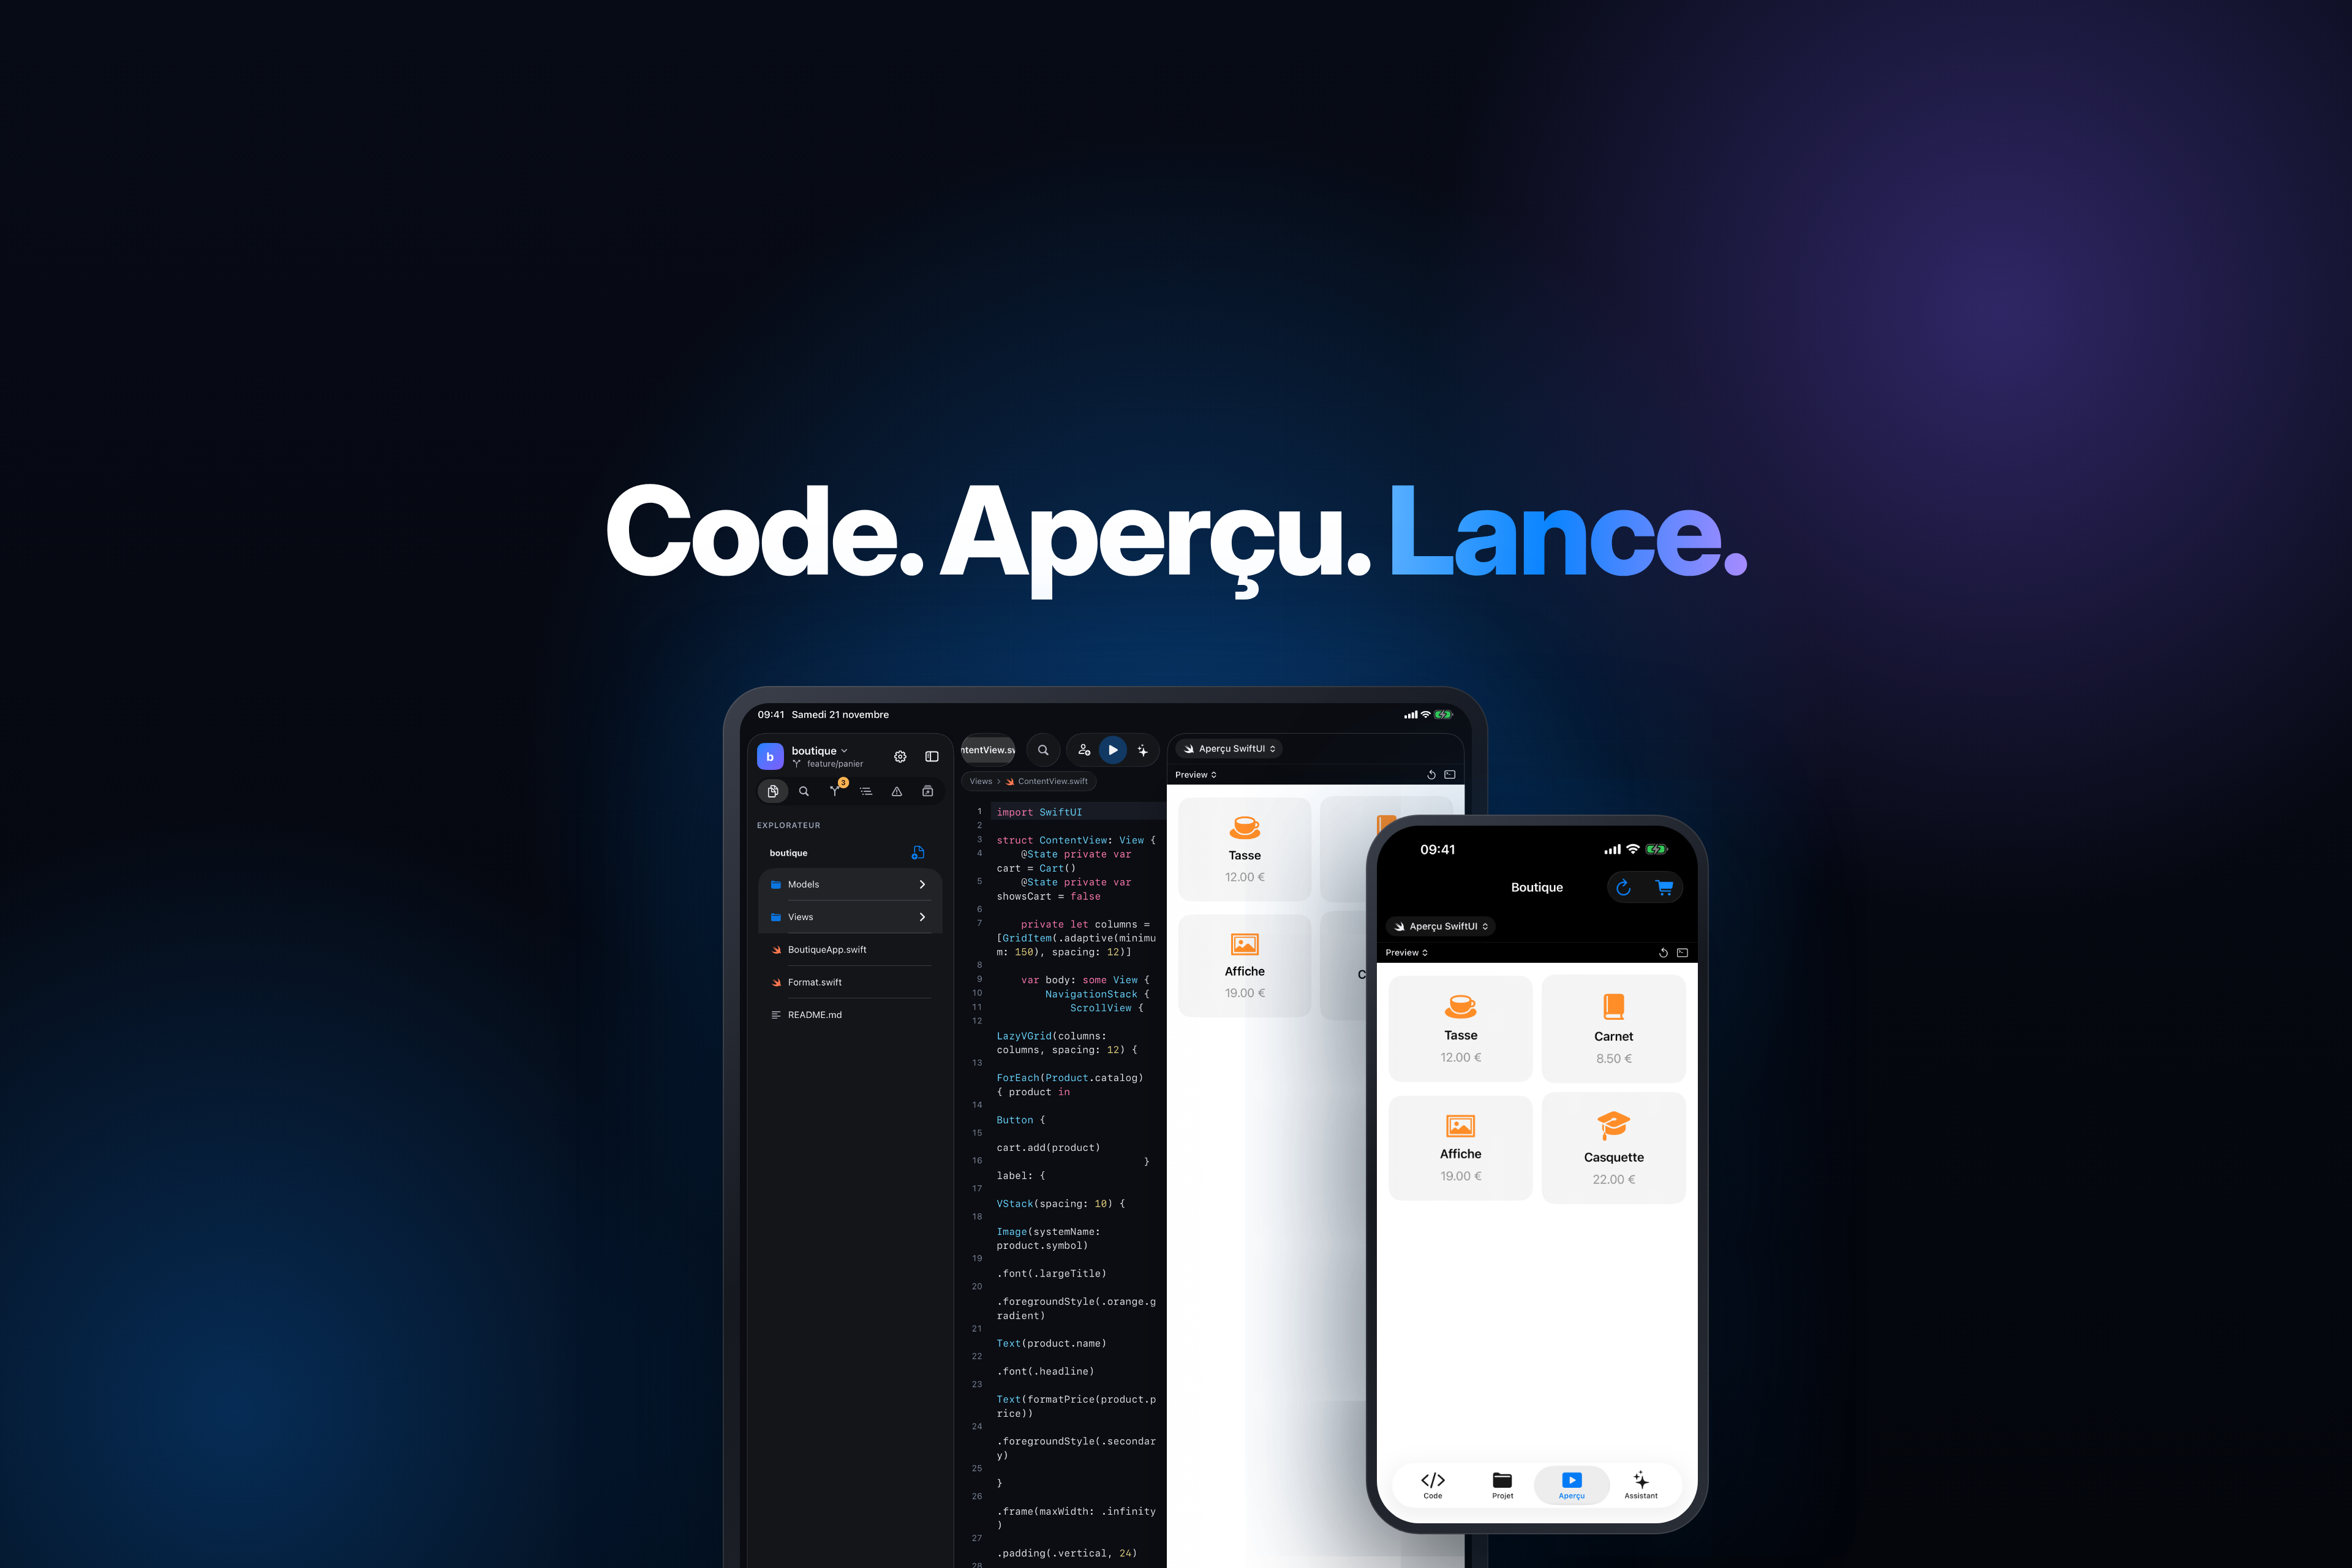 Code. Aperçu. Lance.
09:41 Samedi 21 novembre
b
boutique
feature/panier
3
EXPLORATEUR
boutique
Models
Views
BoutiqueApp.swift
Format.swift
README.md
ntentView.sw
Views > ContentView.swift
1 import SwiftUI
2
3 struct ContentView: View {
4 @State private var
cart = Cart()
5 @State private var
showsCart = false
6
7 private let columns =
[GridItem(.adaptive(minimu
m: 150), spacing: 12)]
8
9 var body: some View {
10 NavigationStack {
11 ScrollView {
12
LazyVGrid(columns:
columns, spacing: 12) {
13
ForEach(Product.catalog)
{ product in
14
Button {
15
cart.add(product)
16 }
label: {
17
VStack(spacing: 10) {
18
Image(systemName:
product.symbol)
19
.font(.largeTitle)
20
.foregroundStyle(.orange.g
radient)
21
Text(product.name)
22
.font(.headline)
23
Text(formatPrice(product.p
rice))
24
.foregroundStyle(.secondar
y)
25
}
26
.frame(maxWidth: .infinity
)
27
.padding(.vertical, 24)
28
Aperçu SwiftUI
Preview
Tasse
12.00 €
Affiche
19.00 €
C
09:41
Boutique
Aperçu SwiftUI
Preview
Tasse
12.00 €
Carnet
8.50 €
Affiche
19.00 €
Casquette
22.00 €
Code
Projet
Aperçu
Assistant